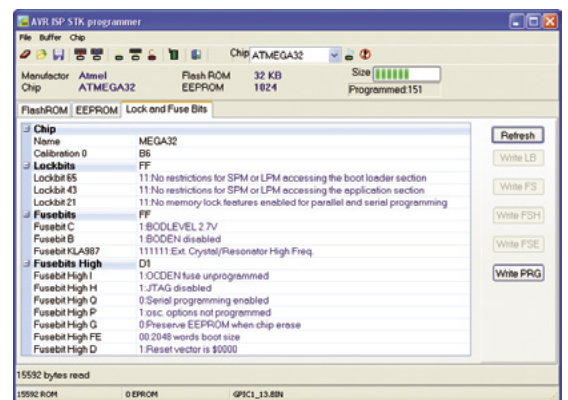 AVR ISP STK programmer
File Buffer Chip
Chip ATMEGA32
Manufactor Atmel Flash ROM 32 KB Size
Chip ATMEGA32 EEPROM 1024 Programmed:151
FlashROM EEPROM Lock and Fuse Bits
Chip
Name MEGA32
Calibration 0 B6
Lockbits FF
Lockbit 65 11:No restrictions for SPM or LPM accessing the boot loader section
Lockbit 43 11:No restrictions for SPM or LPM accessing the application section
Lockbit 21 11:No memory lock features enabled for parallel and serial programming
Fusebits FF
Fusebit C 1:BODLEVEL 2.7V
Fusebit B 1:BODEN disabled
Fusebit KLA987 111111:Ext. Crystal/Resonator High Freq.
Fusebits High D1
Fusebit High I 1:OCDEN fuse unprogrammed
Fusebit High H 1:JTAG disabled
Fusebit High Q 0:Serial programming enabled
Fusebit High P 1:osc. options not programmed
Fusebit High G 0:Preserve EEPROM when chip erase
Fusebit High FE 00:2048 words boot size
Fusebit High D 1:Reset vector is $0000
Refresh
Write LB
Write FS
Write FSH
Write FSE
Write PRG
15592 bytes read
15592 ROM 0 EPROM GPIC1_13.BIN